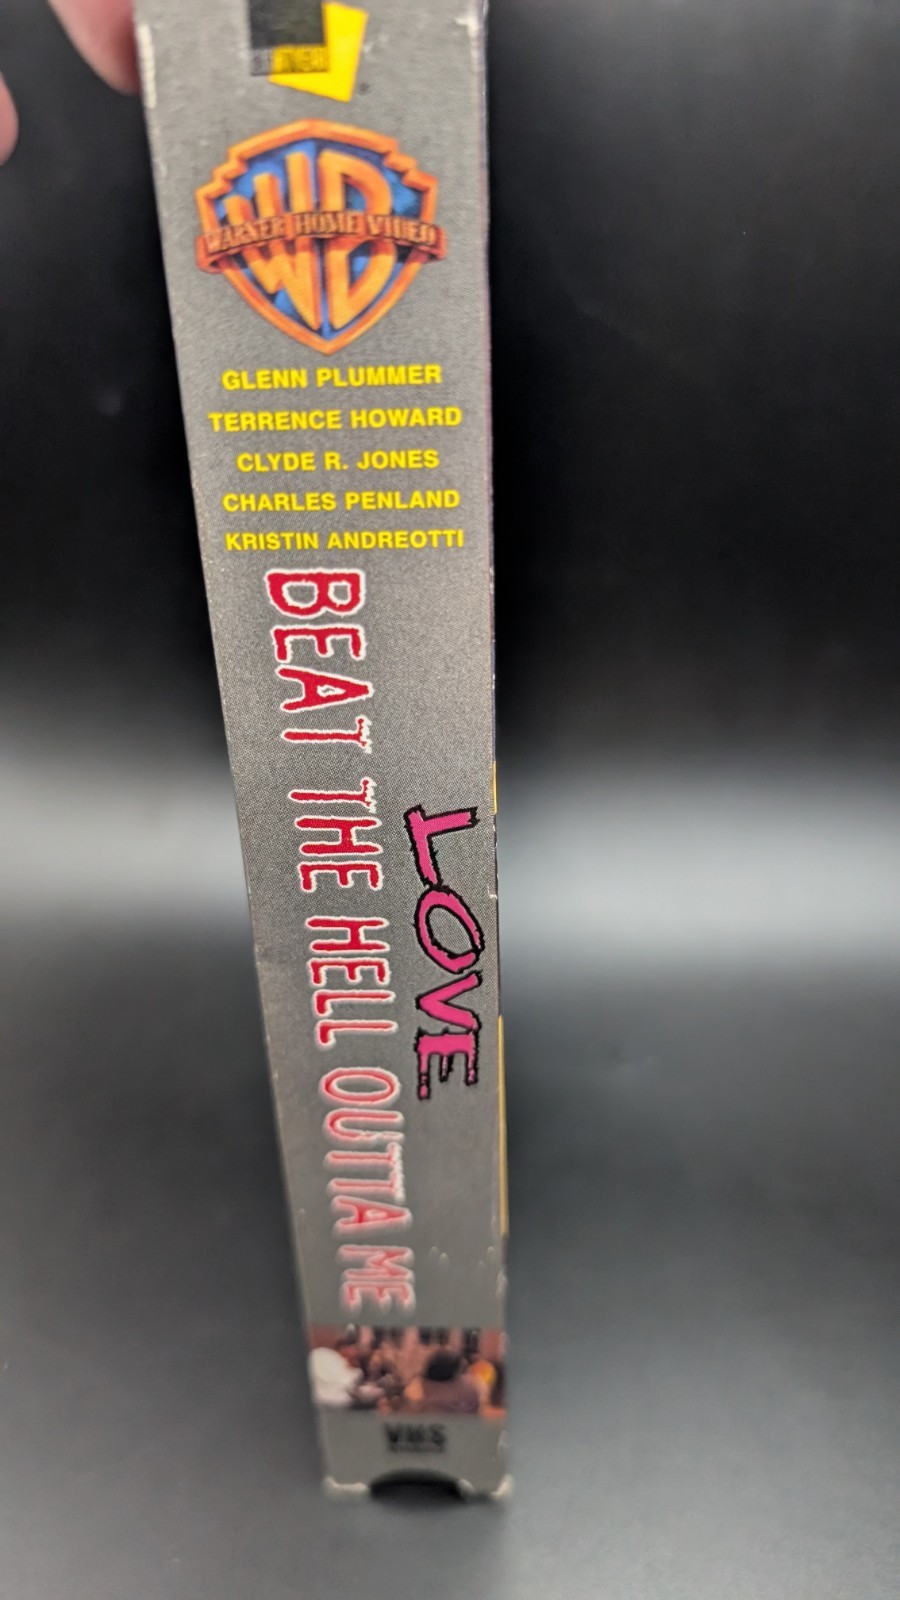 WARNER HOME VIDEO
GLENN PLUMMER
TERRENCE HOWARD
CLYDE R. JONES
CHARLES PENLAND
KRISTIN ANDREOTTI
LOVE
BEAT THE HELL OUTTA ME
VHS